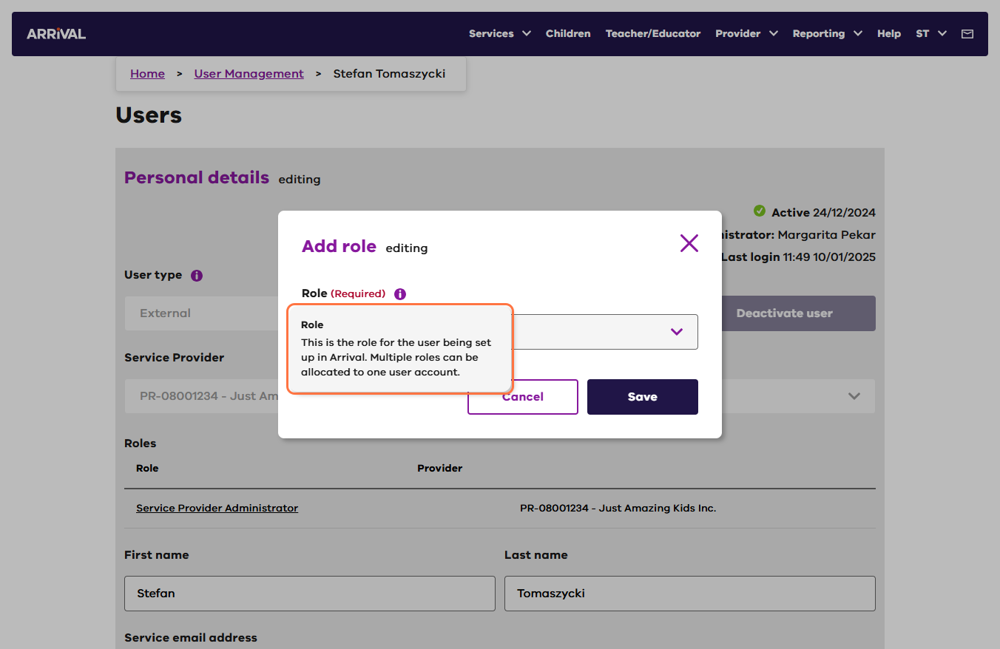 ARRIVAL
Services Children Teacher/Educator Provider Reporting Help ST
Home > User Management > Stefan Tomaszycki
Users
Personal details editing
Active 24/12/2024
nistrator: Margarita Pekar
Last login 11:49 10/01/2025
Add role editing
Role (Required)
Role
This is the role for the user being set
up in Arrival. Multiple roles can be
allocated to one user account.
Cancel Save
User type
External
Deactivate user
Service Provider
PR-08001234 - Just Am
Roles
Role Provider
Service Provider Administrator PR-08001234 - Just Amazing Kids Inc.
First name Last name
Stefan Tomaszycki
Service email address